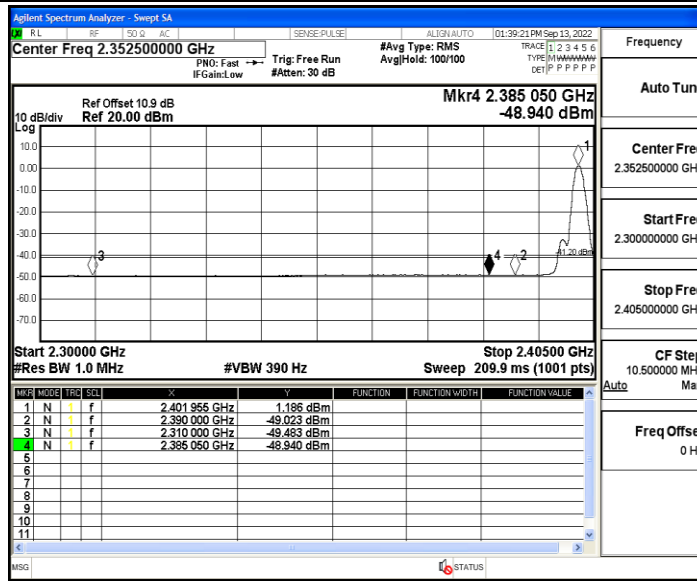 Agilent Spectrum Analyzer - Swept SA
RL RF 50 Ω AC SENSE:PULSE ALIGN AUTO 01:39:21 PM Sep 13, 2022
Center Freq 2.352500000 GHz
PNO: Fast
IFGain:Low
Trig: Free Run
#Atten: 30 dB
#Avg Type: RMS
Avg|Hold: 100/100
TRACE 1 2 3 4 5 6
TYPE M
DET P P P P P P
Frequency
Auto Tun
Center Fre
2.352500000 GH
Start Fre
2.300000000 GH
Stop Fre
2.405000000 GH
CF Step
10.500000 MH
Auto Ma
Freq Offse
0 H
Mkr4 2.385 050 GHz
-48.940 dBm
Ref Offset 10.9 dB
10 dB/div Ref 20.00 dBm
Log
10.0
0.00
-10.0
-20.0
-30.0
-40.0
-50.0
-60.0
-70.0
1
3
4
2
-41.20 dBm
Start 2.30000 GHz Stop 2.40500 GHz
#Res BW 1.0 MHz #VBW 390 Hz Sweep 209.9 ms (1001 pts)
MKR MODE TRC SCL X Y FUNCTION FUNCTION WIDTH FUNCTION VALUE
1 N 1 f 2.401 955 GHz 1.186 dBm
2 N 1 f 2.390 000 GHz -49.023 dBm
3 N 1 f 2.310 000 GHz -49.483 dBm
4 N 1 f 2.385 050 GHz -48.940 dBm
5
6
7
8
9
10
11
MSG STATUS